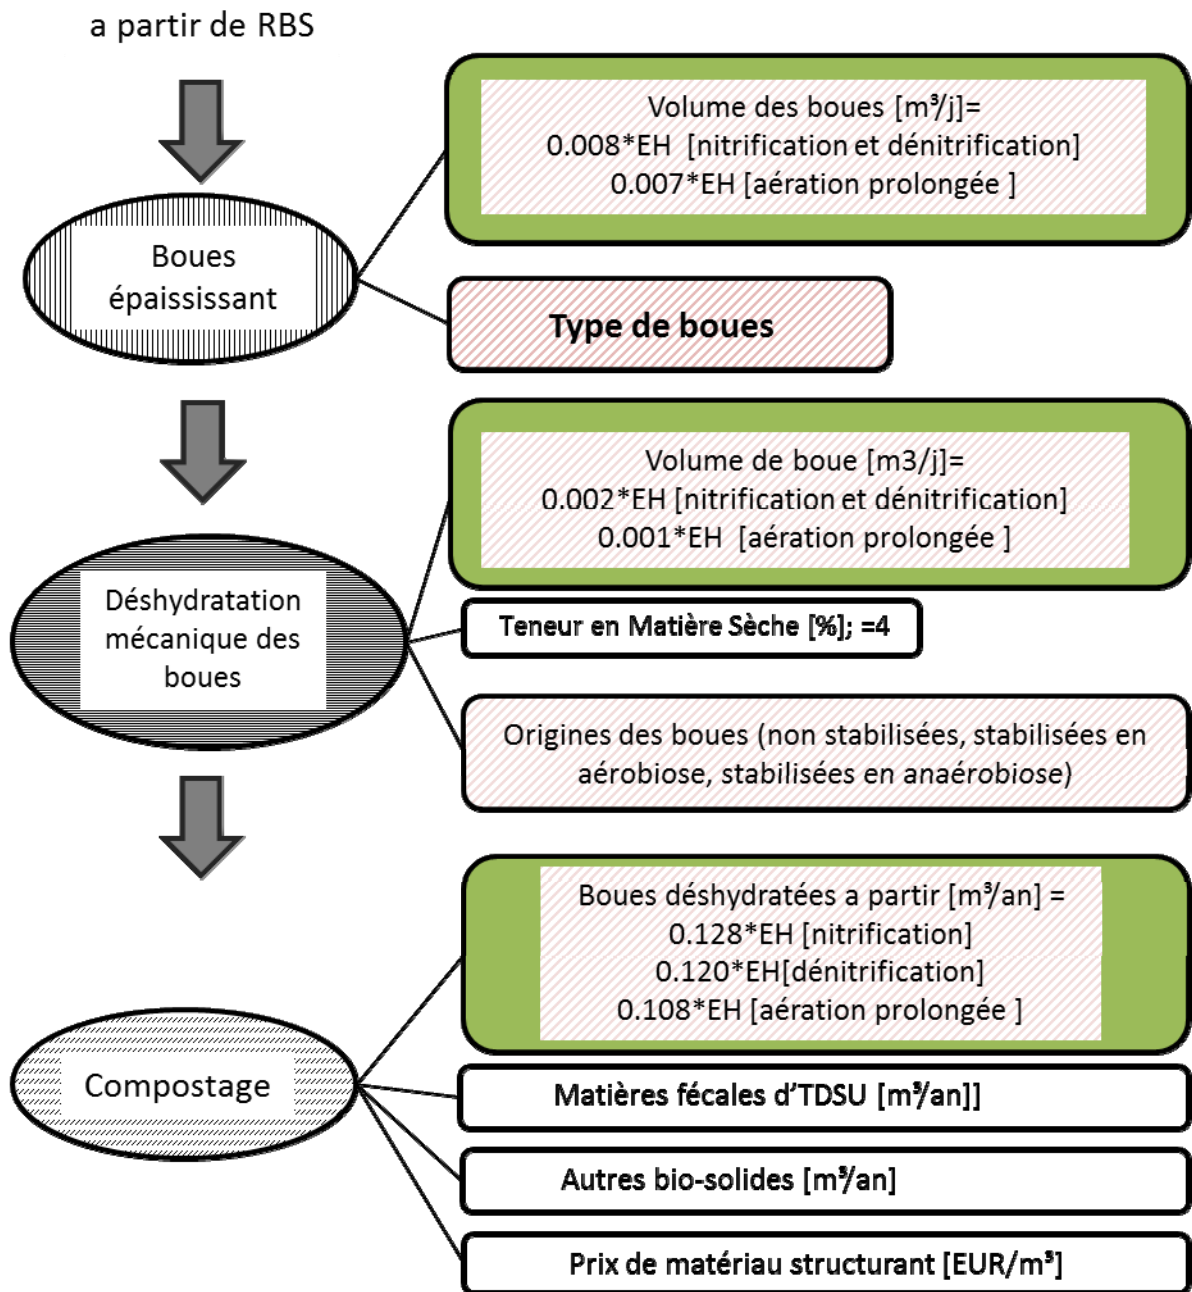 a partir de RBS
Volume des boues [m³/j]=
0.008*EH [nitrification et dénitrification]
0.007*EH [aération prolongée ]
Boues
épaississant
Type de boues
Volume de boue [m3/j]=
0.002*EH [nitrification et dénitrification]
0.001*EH [aération prolongée ]
Déshydratation
mécanique des
boues
Teneur en Matière Sèche [%]; =4
Origines des boues (non stabilisées, stabilisées en
aérobiose, stabilisées en anaérobiose)
Boues déshydratées a partir [m³/an] =
0.128*EH [nitrification]
0.120*EH[dénitrification]
0.108*EH [aération prolongée ]
Compostage
Matières fécales d'TDSU [m³/an]]
Autres bio-solides [m³/an]
Prix de matériau structurant [EUR/m³]